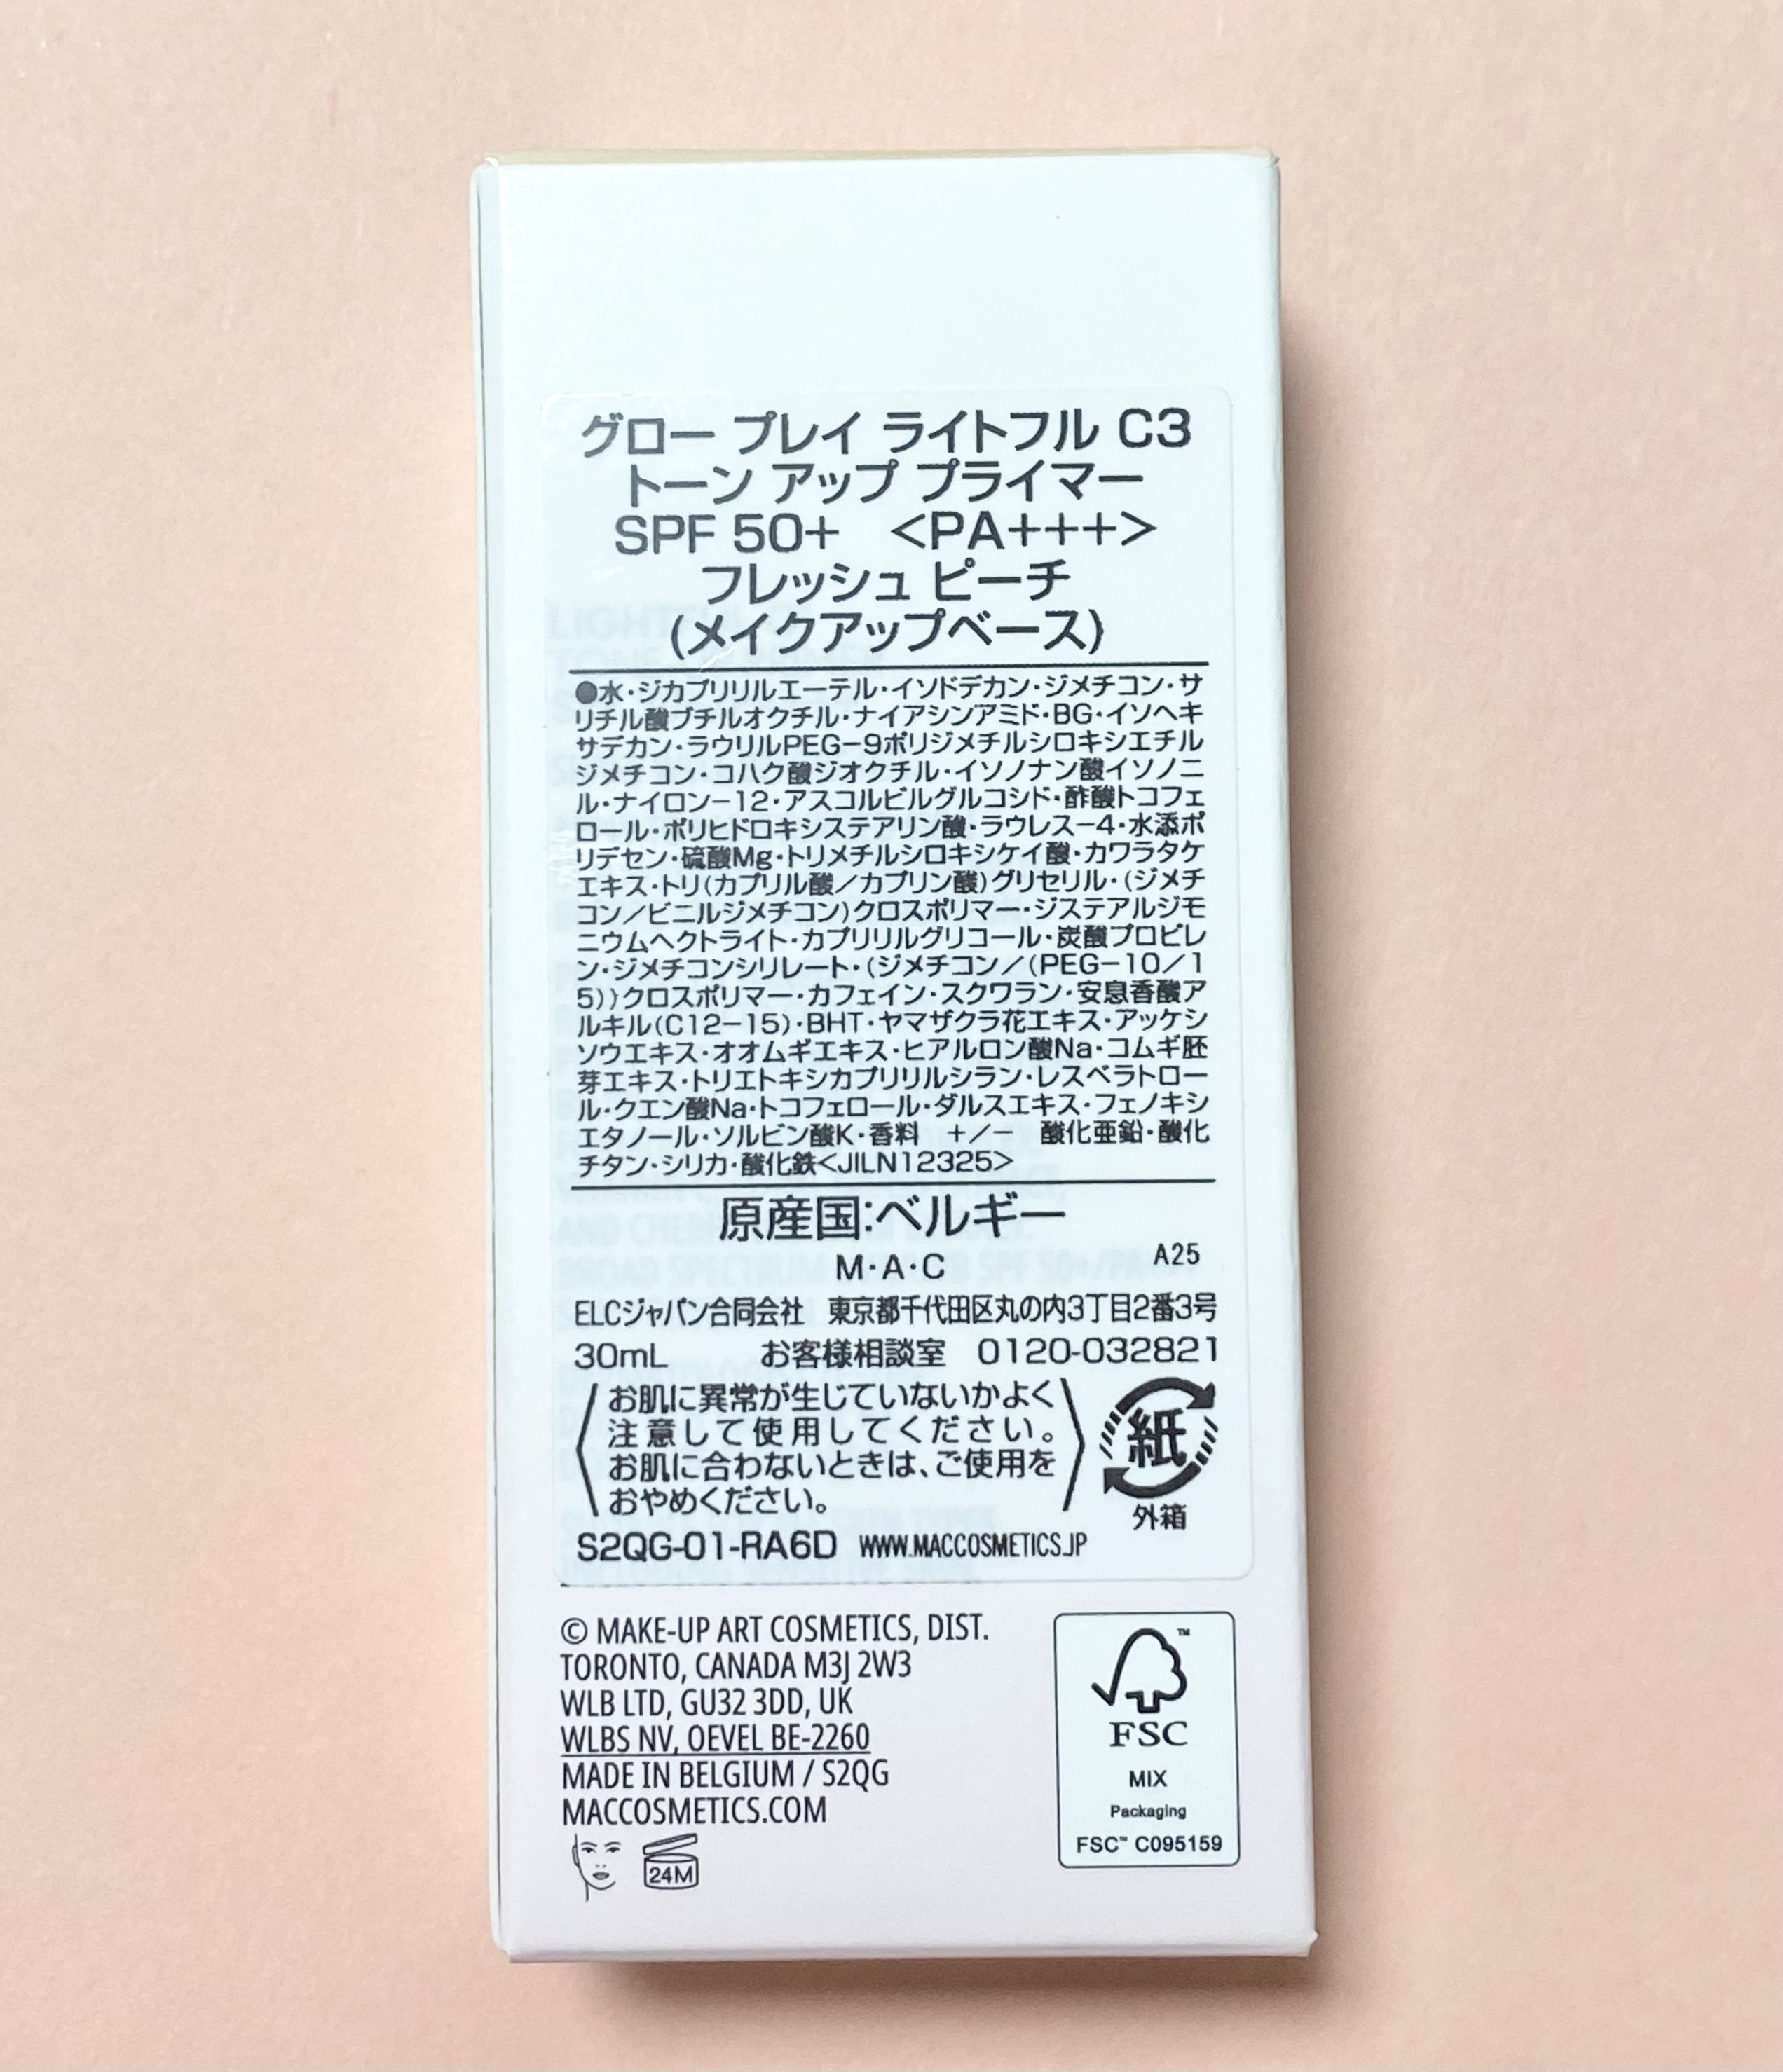 グロー プレイ ライトフル C3
トーン アップ プライマー
SPF 50+ <PA+++>
フレッシュ ピーチ
(メイクアップベース)
●水・ジカプリリルエーテル・イソドデカン・ジメチコン・サ
リチル酸ブチルオクチル・ナイアシンアミド・BG・イソヘキ
サデカン・ラウリルPEG−9ポリジメチルシロキシエチル
ジメチコン・コハク酸ジオクチル・イソノナン酸イソノニ
ル・ナイロン−12・アスコルビルグルコシド・酢酸トコフェ
ロール・ポリヒドロキシステアリン酸・ラウレス−4・水添ポ
リデセン・硫酸Mg・トリメチルシロキシケイ酸・カワラタケ
エキス・トリ(カプリル酸／カプリン酸)グリセリル・(ジメチ
コン／ビニルジメチコン)クロスポリマー・ジステアルジモ
ニウムヘクトライト・カプリリルグリコール・炭酸プロピレ
ン・ジメチコンシリレート・(ジメチコン／(PEG−10／1
5))クロスポリマー・カフェイン・スクワラン・安息香酸ア
ルキル(C12−15)・BHT・ヤマザクラ花エキス・アッケシ
ソウエキス・オオムギエキス・ヒアルロン酸Na・コムギ胚
芽エキス・トリエトキシカプリリルシラン・レスベラトロー
ル・クエン酸Na・トコフェロール・ダルスエキス・フェノキシ
エタノール・ソルビン酸K・香料 +／− 酸化亜鉛・酸化
チタン・シリカ・酸化鉄<JILN12325>
原産国:ベルギー
M・A・C A25
ELCジャパン合同会社 東京都千代田区丸の内3丁目2番3号
30mL お客様相談室 0120-032821
お肌に異常が生じていないかよく
注意して使用してください。
お肌に合わないときは、ご使用を
おやめください。
紙
外箱
S2QG-01-RA6D WWW.MACCOSMETICS.JP
© MAKE-UP ART COSMETICS, DIST.
TORONTO, CANADA M3J 2W3
WLB LTD, GU32 3DD, UK
WLBS NV, OEVEL BE-2260
MADE IN BELGIUM / S2QG
MACCOSMETICS.COM
24M
™
FSC
MIX
Packaging
FSC™ C095159